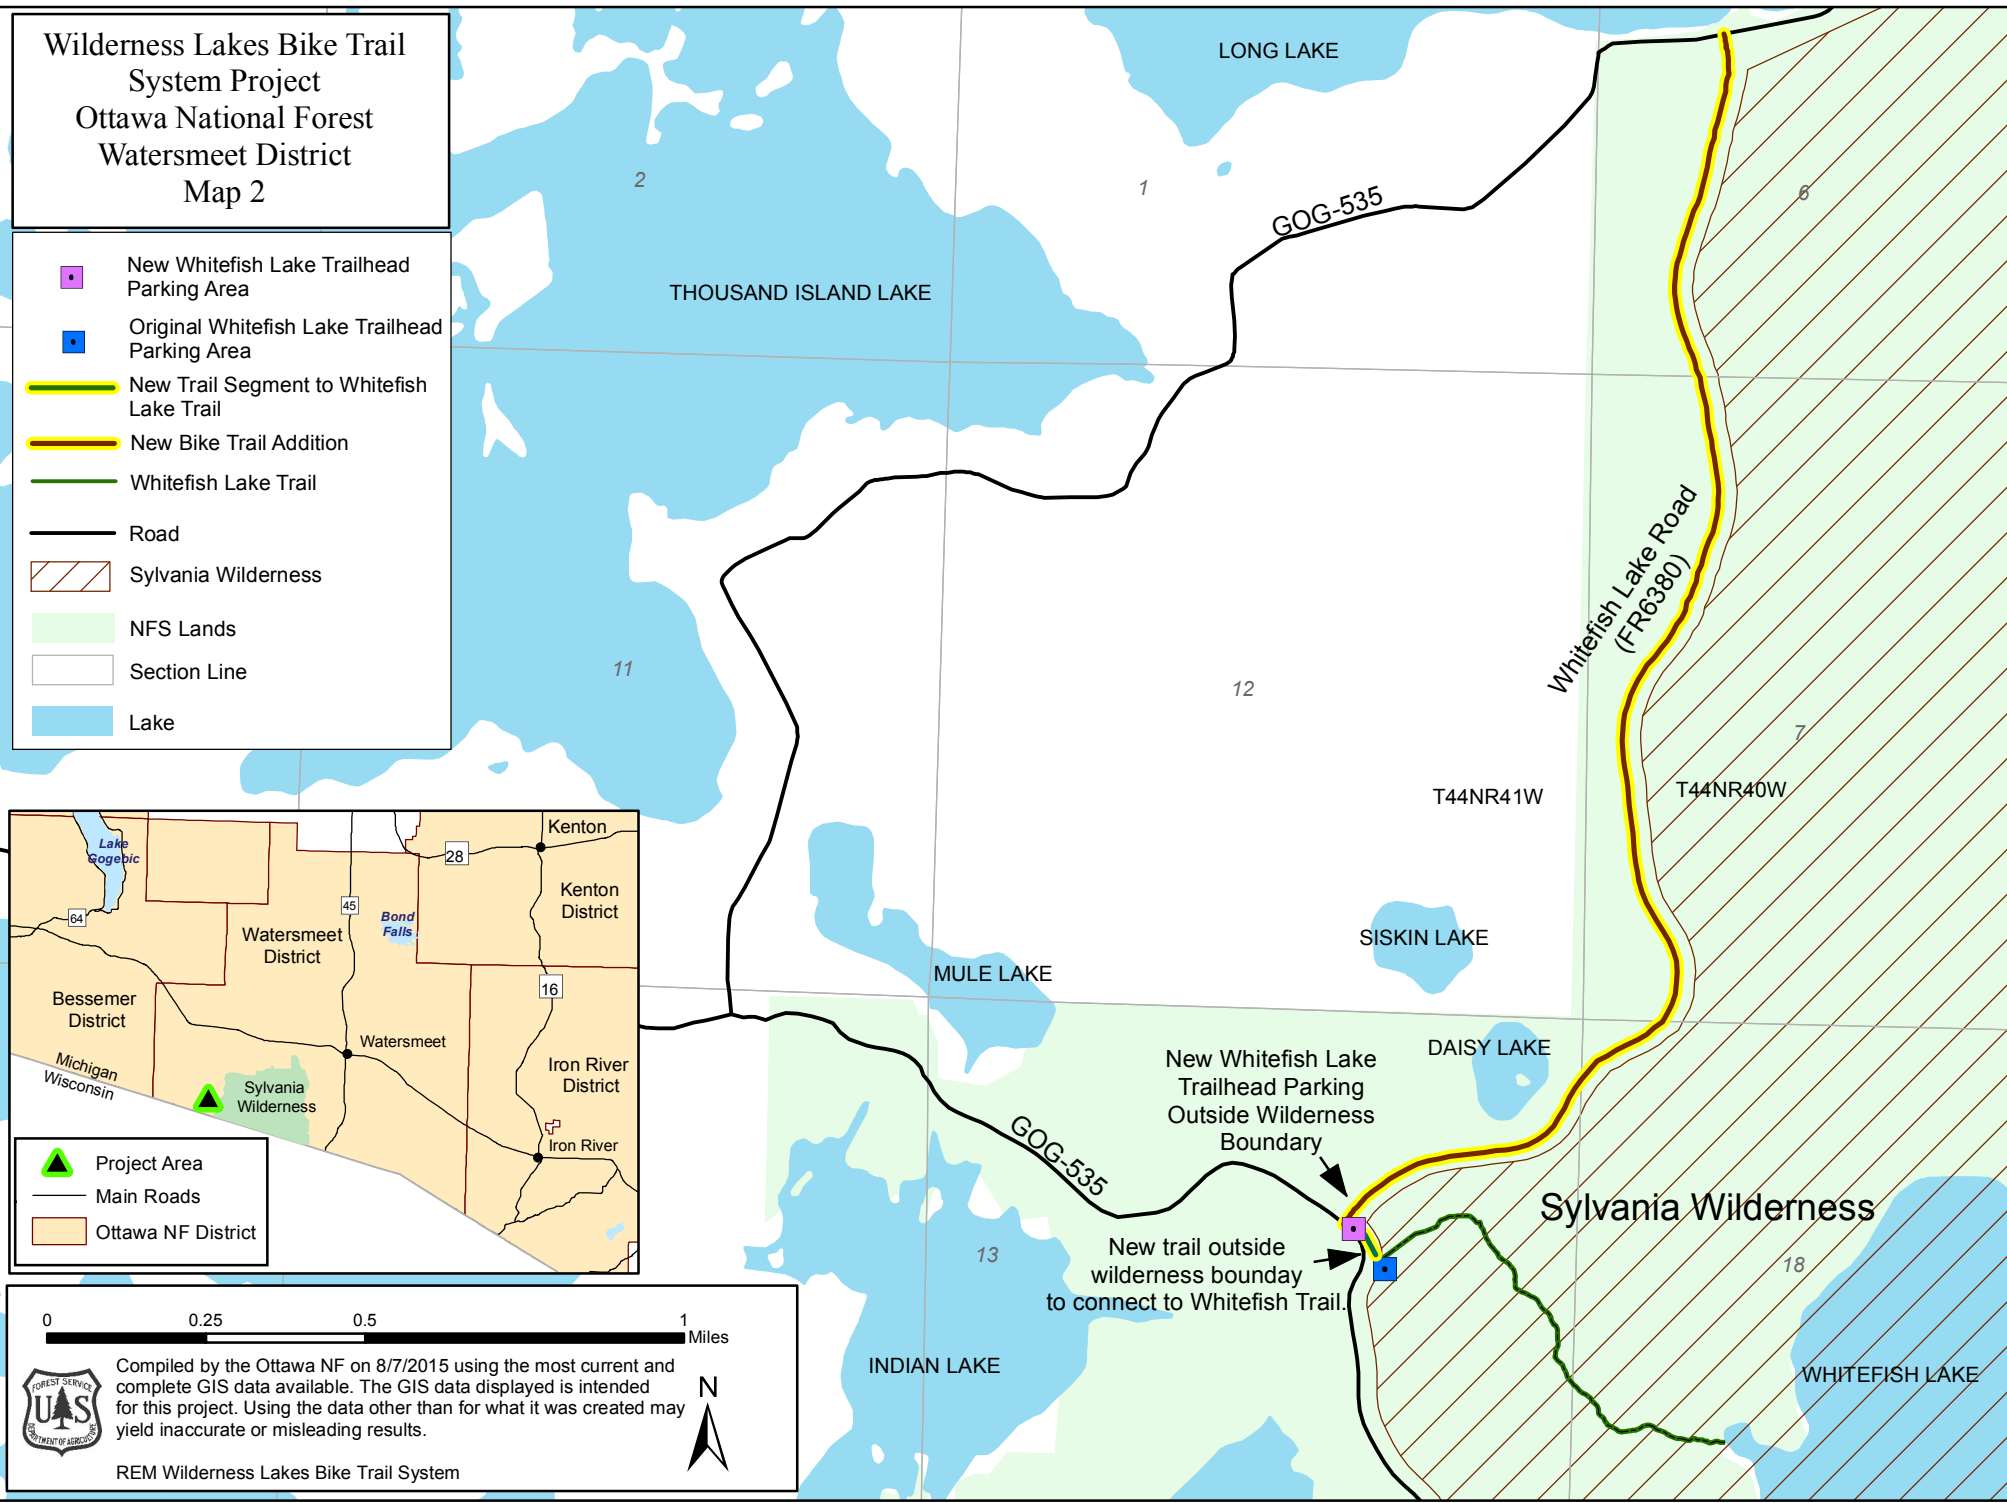 Wilderness Lakes Bike Trail
System Project
Ottawa National Forest
Watersmeet District
Map 2
New Whitefish Lake Trailhead
Parking Area
Original Whitefish Lake Trailhead
Parking Area
New Trail Segment to Whitefish
Lake Trail
New Bike Trail Addition
Whitefish Lake Trail
Road
Sylvania Wilderness
NFS Lands
Section Line
Lake
LONG LAKE
2
1
6
GOG-535
THOUSAND ISLAND LAKE
Whitefish Lake Road
(FR6380)
11
12
7
T44NR41W
T44NR40W
SISKIN LAKE
MULE LAKE
DAISY LAKE
New Whitefish Lake
Trailhead Parking
Outside Wilderness
Boundary
GOG-535
Sylvania Wilderness
New trail outside
wilderness bounday
to connect to Whitefish Trail.
13
18
INDIAN LAKE
WHITEFISH LAKE
Lake
Gogebic
Kenton
28
Kenton
District
64
45
Bond
Falls
Watersmeet
District
16
Bessemer
District
Watersmeet
Michigan
Wisconsin
Sylvania
Wilderness
Iron River
District
Iron River
Project Area
Main Roads
Ottawa NF District
0
0.25
0.5
1
Miles
Compiled by the Ottawa NF on 8/7/2015 using the most current and
complete GIS data available. The GIS data displayed is intended
for this project. Using the data other than for what it was created may
yield inaccurate or misleading results.
REM Wilderness Lakes Bike Trail System
N
FOREST SERVICE
U S
DEPARTMENT OF AGRICULTURE